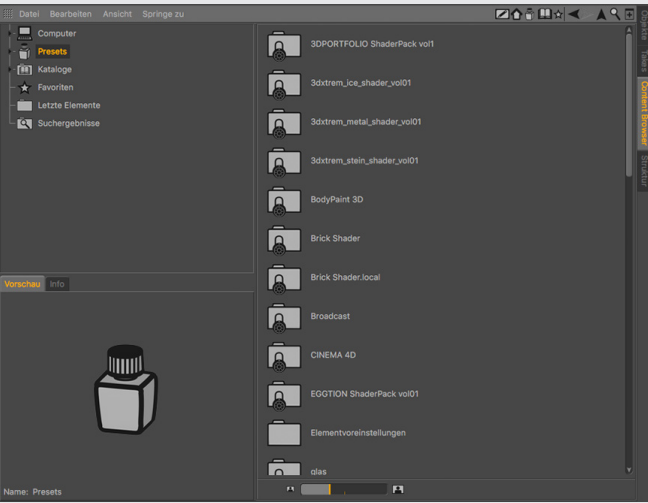 Datei Bearbeiten Ansicht Springe zu
Computer
Presets
Kataloge
Favoriten
Letzte Elemente
Suchergebnisse
Vorschau Info
Name: Presets
3DPORTFOLIO ShaderPack vol1
3dxtrem_ice_shader_vol01
3dxtrem_metal_shader_vol01
3dxtrem_stein_shader_vol01
BodyPaint 3D
Brick Shader
Brick Shader.local
Broadcast
CINEMA 4D
EGGTION ShaderPack vol01
Elementvoreinstellungen
glas
Objekte
Takes
Content Browser
Struktur